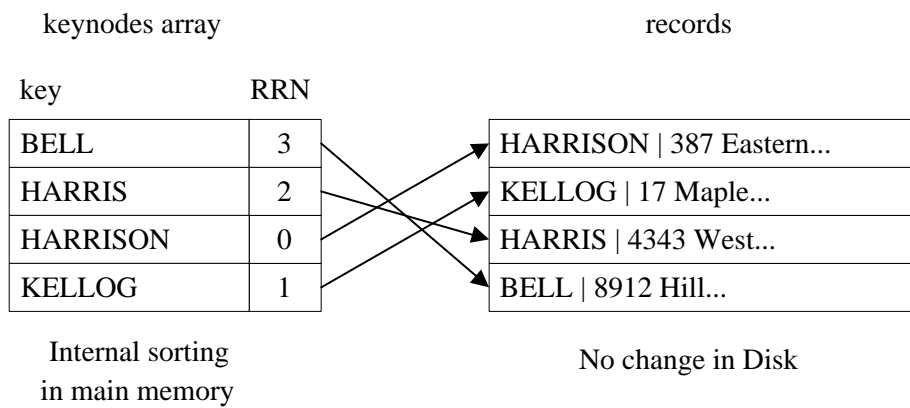 keynodes array
records
key RRN
BELL 3
HARRIS 2
HARRISON 0
KELLOG 1
HARRISON | 387 Eastern...
KELLOG | 17 Maple...
HARRIS | 4343 West...
BELL | 8912 Hill...
Internal sorting
in main memory
No change in Disk